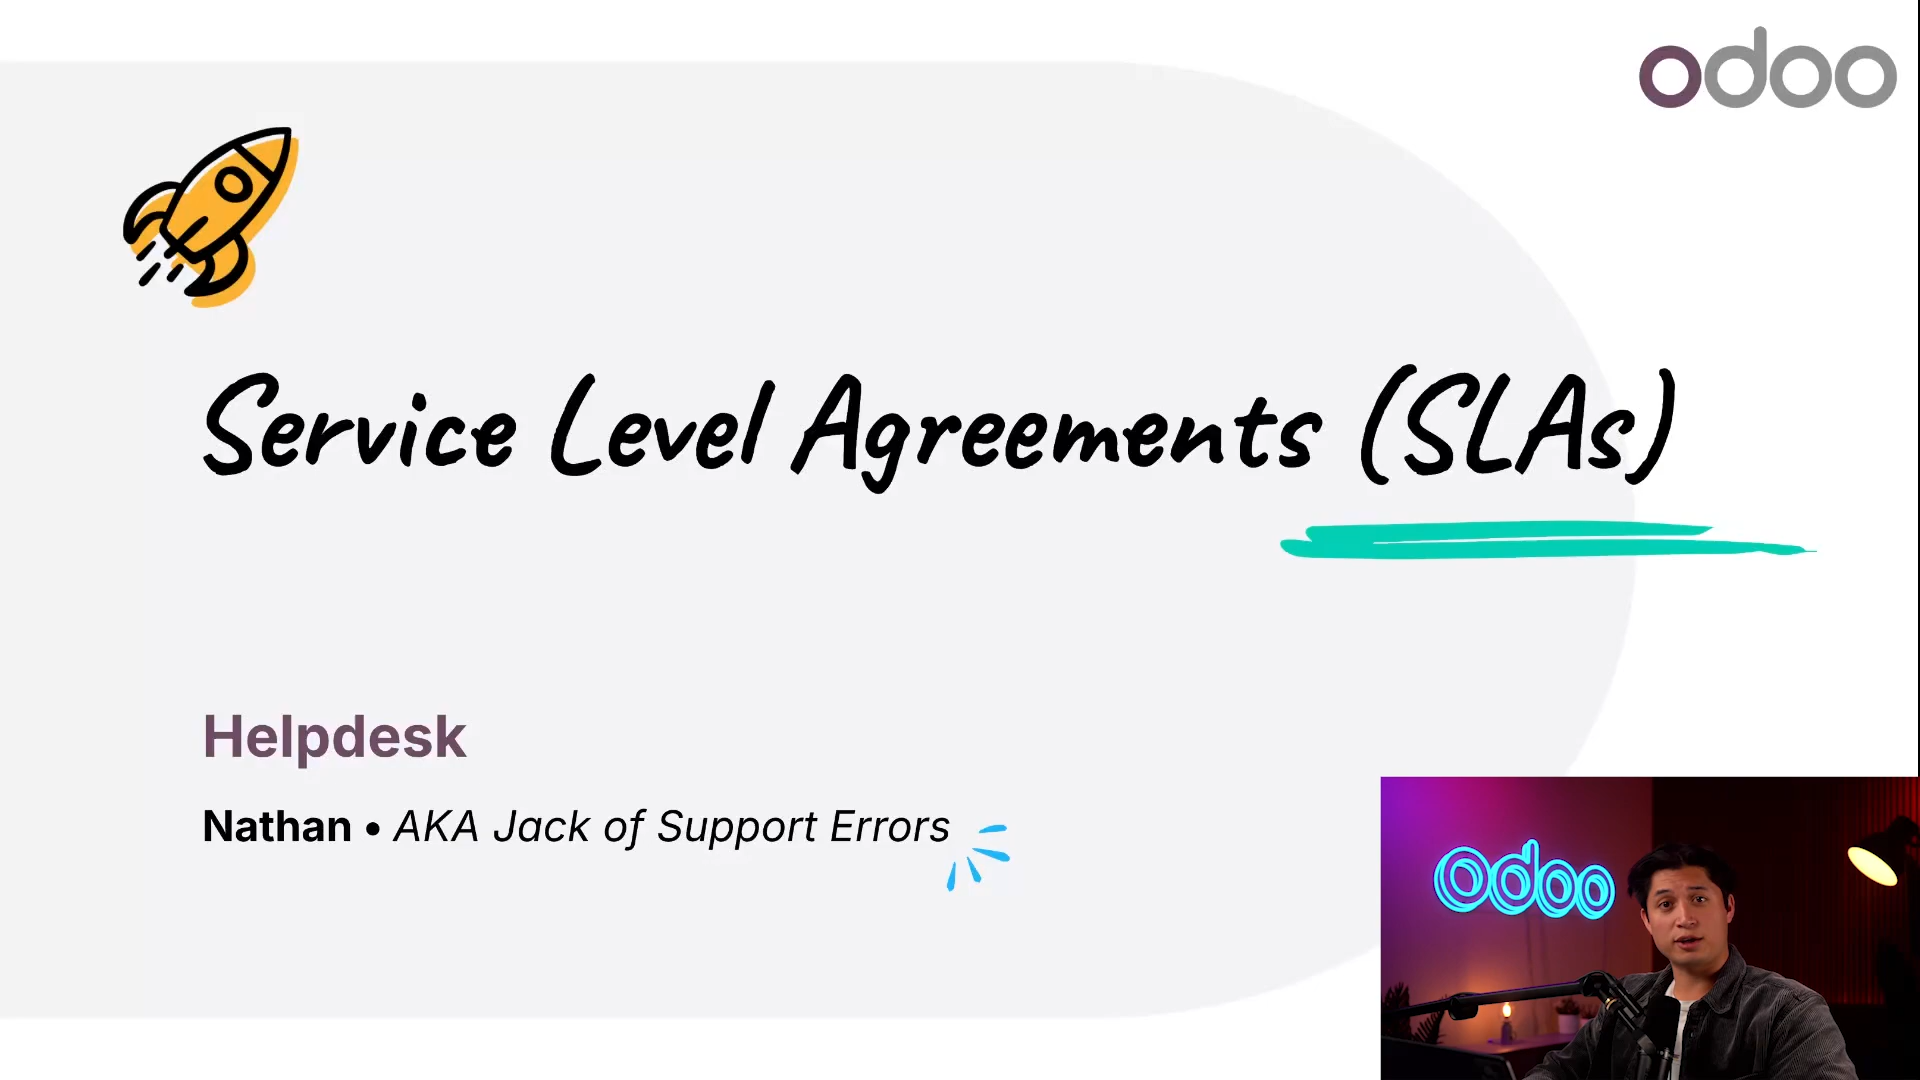 odoo
Service Level Agreements (SLAs)
Helpdesk
Nathan • AKA Jack of Support Errors
odoo